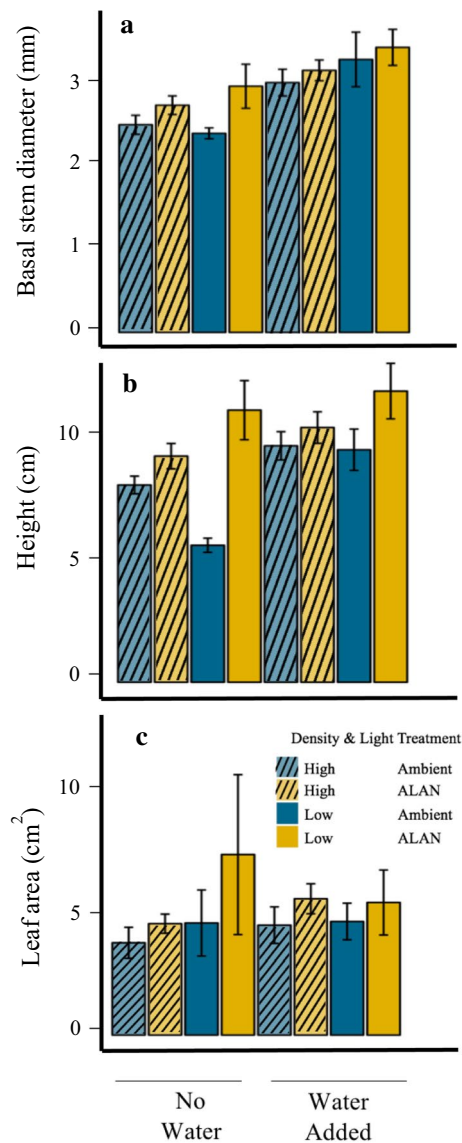 a
Basal stem diameter (mm)
3
2
1
0
b
Height (cm)
10
5
0
c
Density & Light Treatment
High Ambient
High ALAN
Low Ambient
Low ALAN
Leaf area (cm²)
10
5
0
No
Water
Water
Added